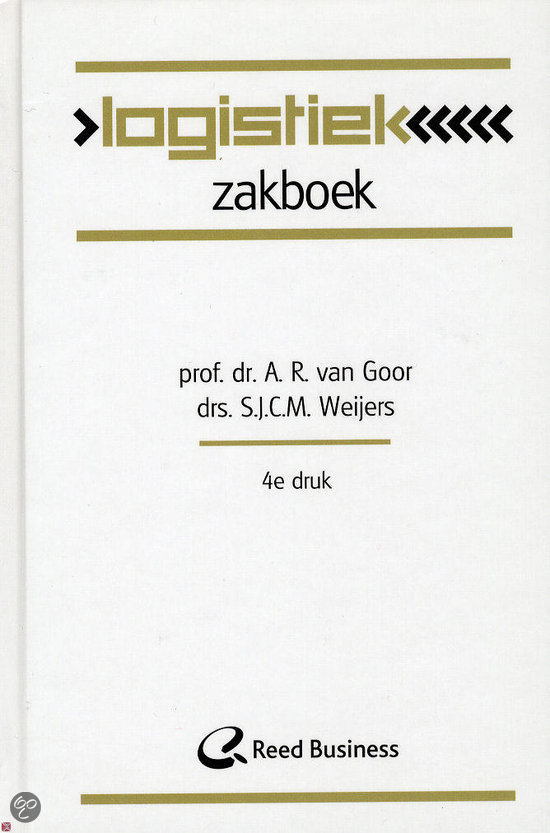 logistiek
zakboek
prof. dr. A. R. van Goor
drs. S.J.C.M. Weijers
4e druk
Reed Business